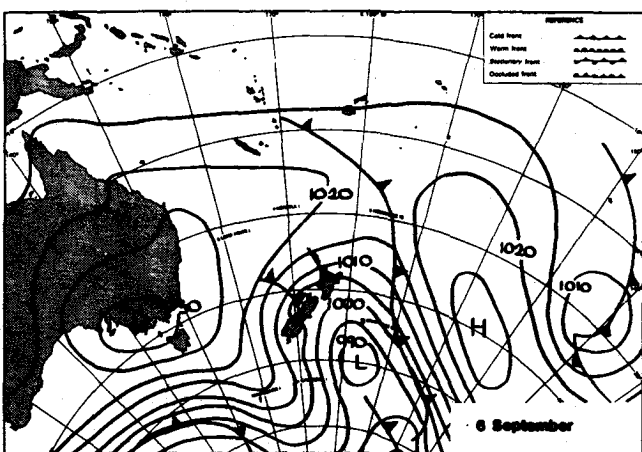 REFERENCE
Cold front
Warm front
Stationary front
Occluded front
1020
1020
1010
1010
1000
990
H
L
6 September